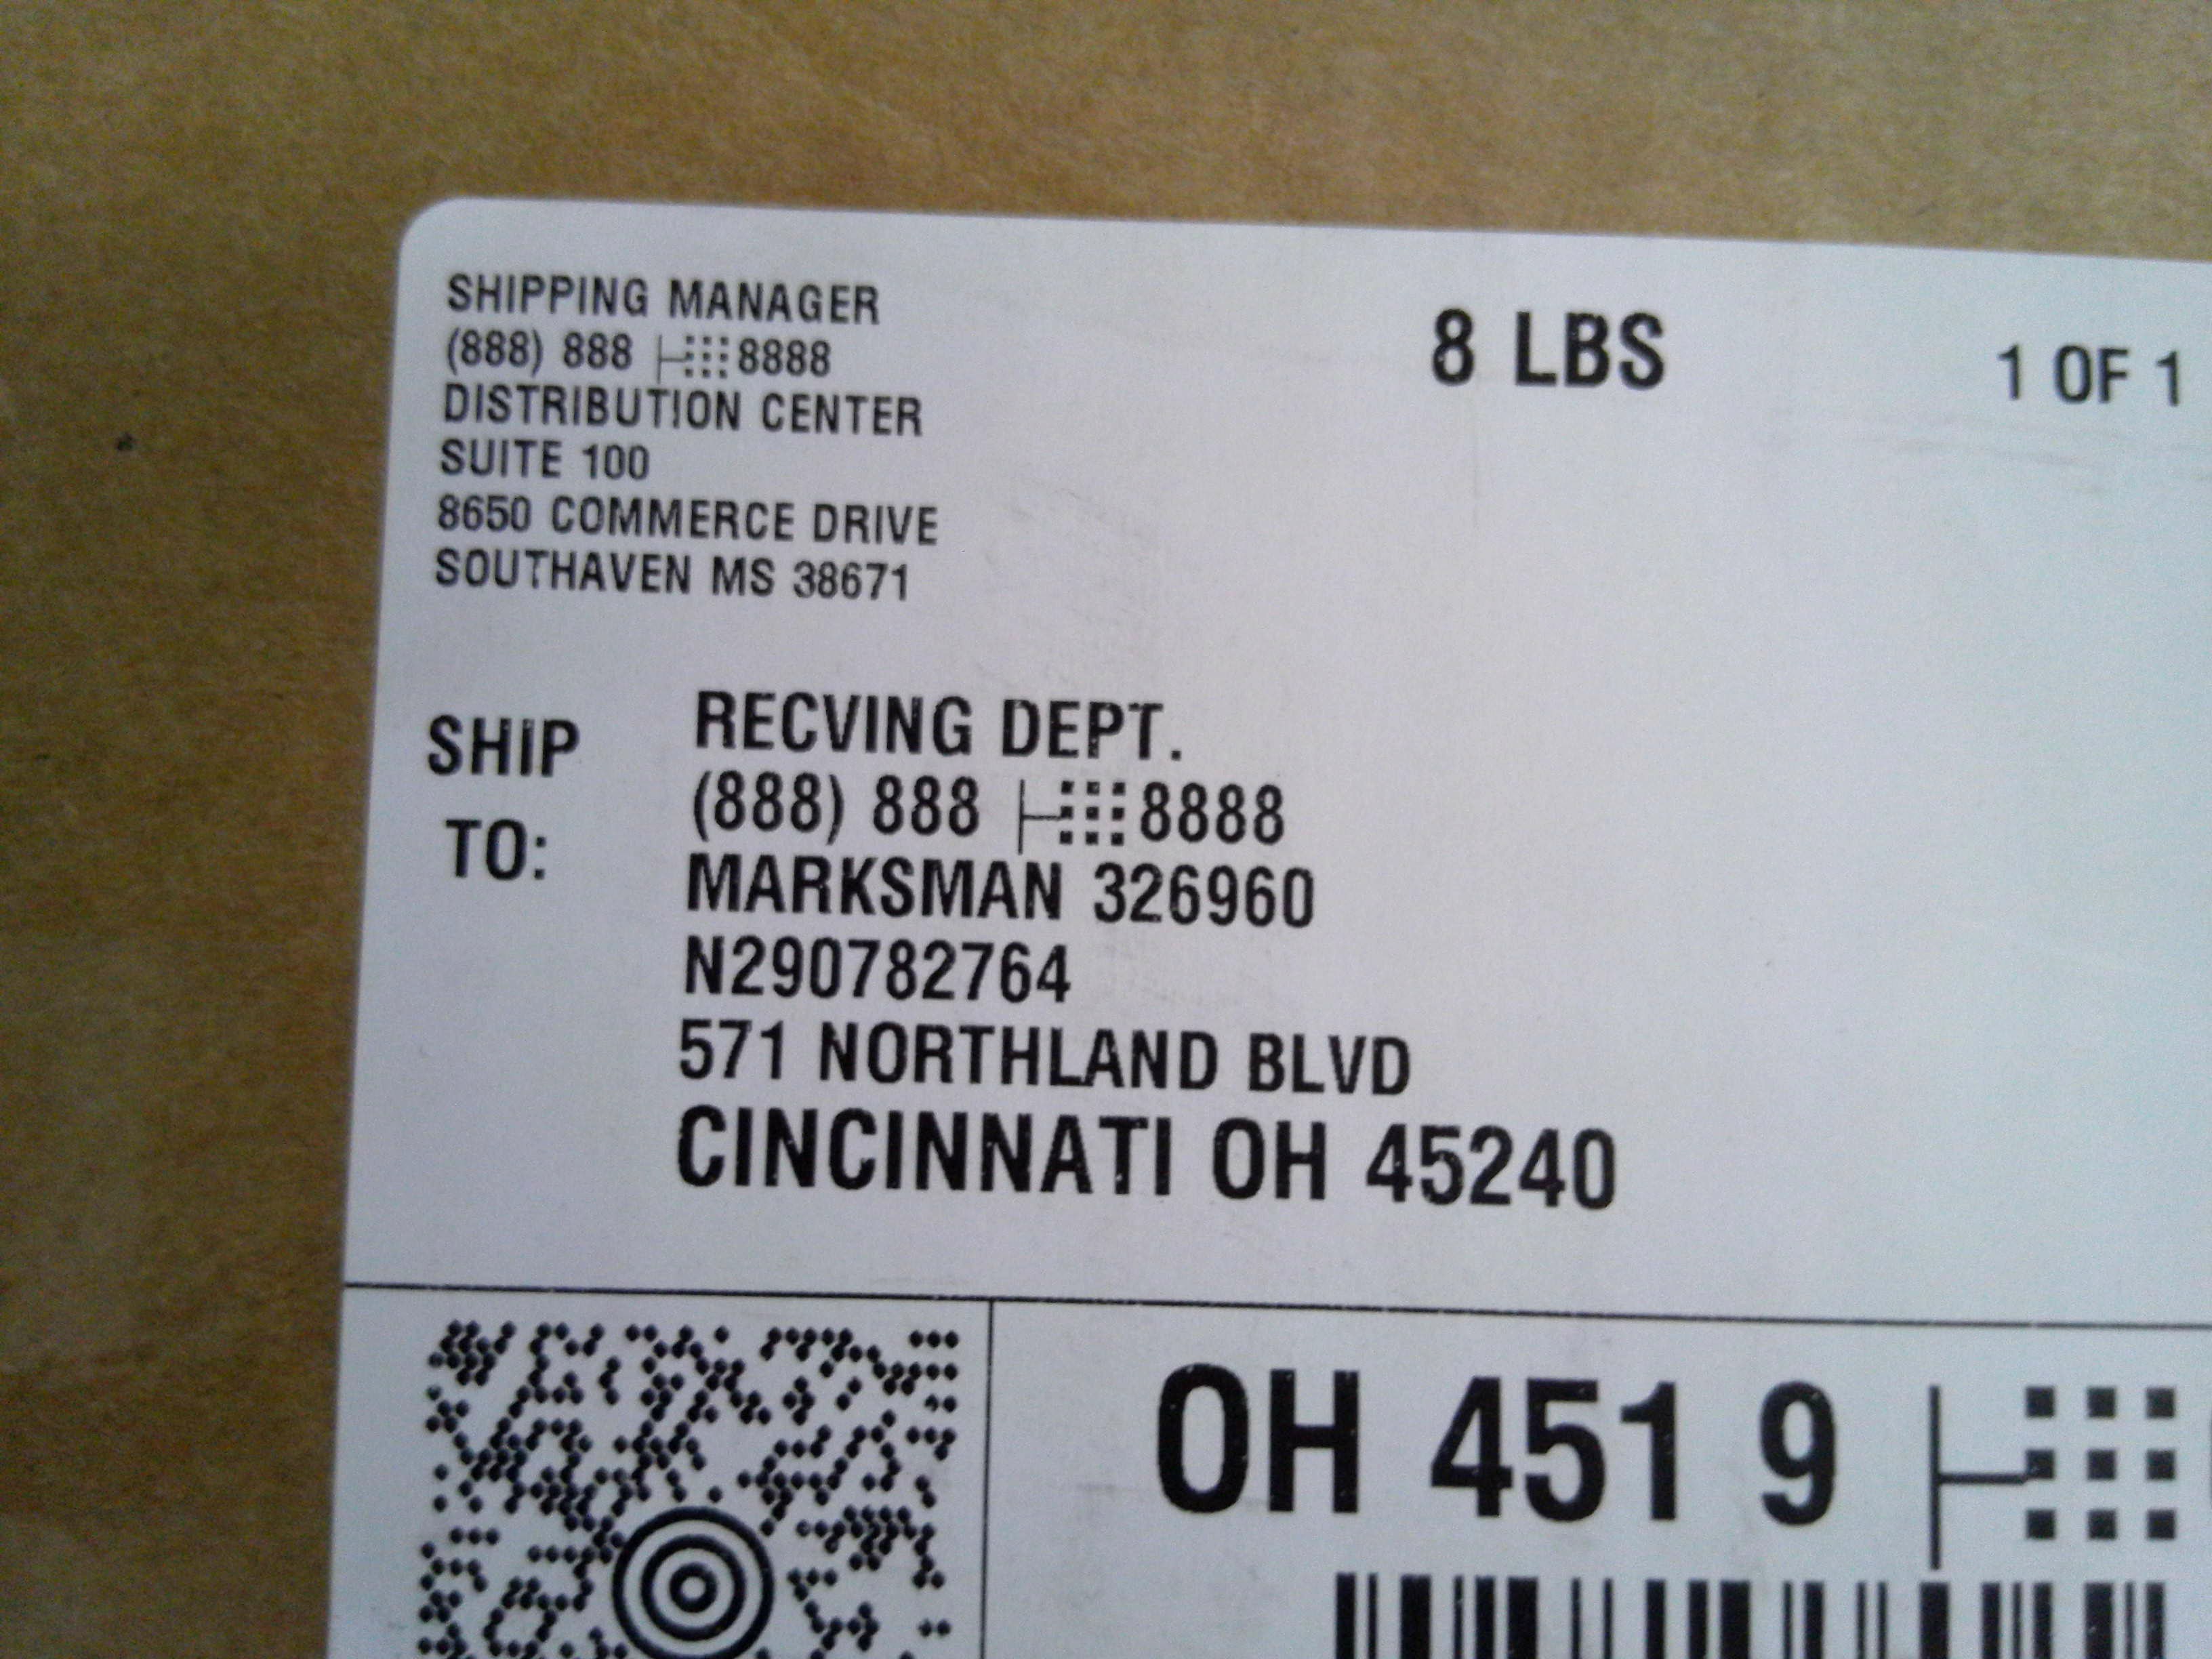 SHIPPING MANAGER
(888) 888 8888
DISTRIBUTION CENTER
SUITE 100
8650 COMMERCE DRIVE
SOUTHAVEN MS 38671
8 LBS
1 OF 1
SHIP
TO:
RECVING DEPT.
(888) 888 8888
MARKSMAN 326960
N290782764
571 NORTHLAND BLVD
CINCINNATI OH 45240
OH 451 9